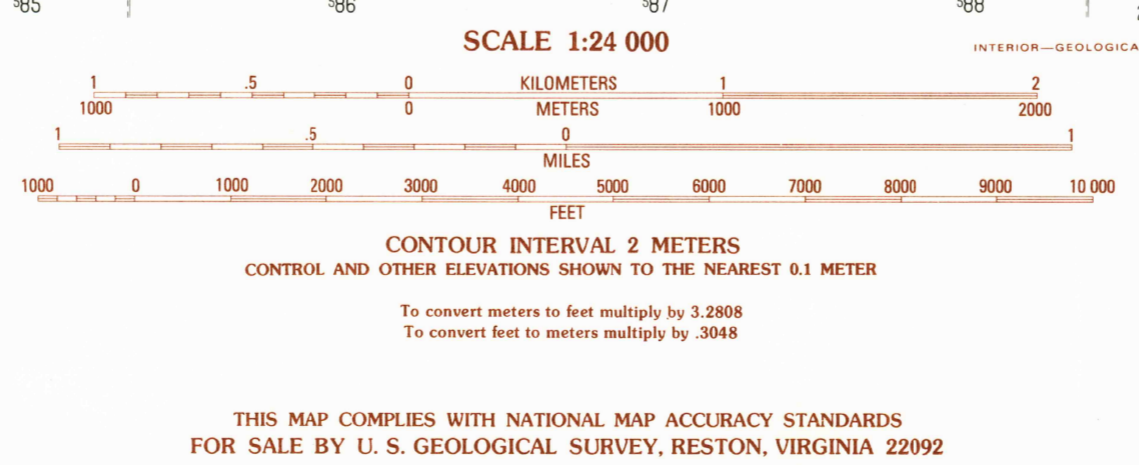 ⁵85 ⁵86 ⁵87 ⁵88
SCALE 1:24 000
INTERIOR—GEOLOGICA
1 .5 0 KILOMETERS 1 2
1000 0 METERS 1000 2000
1 .5 0 1
MILES
1000 0 1000 2000 3000 4000 5000 6000 7000 8000 9000 10 000
FEET
CONTOUR INTERVAL 2 METERS
CONTROL AND OTHER ELEVATIONS SHOWN TO THE NEAREST 0.1 METER
To convert meters to feet multiply by 3.2808
To convert feet to meters multiply by .3048
THIS MAP COMPLIES WITH NATIONAL MAP ACCURACY STANDARDS
FOR SALE BY U. S. GEOLOGICAL SURVEY, RESTON, VIRGINIA 22092